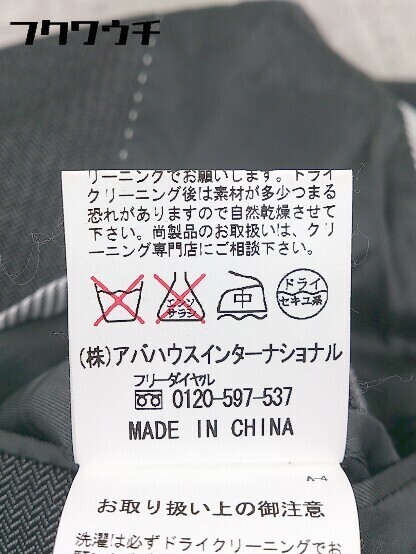 フクワウチ
リーニングでお願いします。ドライ
クリーニング後は素材が多少つまる
恐れがありますので自然乾燥させて
下さい。尚製品のお取扱いは、クリ
ーニング専門店にご相談下さい。
エンソ
サラシ
中
ドライ
セキユ系
(株)アバハウスインターナショナル
フリーダイヤル
0120-597-537
MADE IN CHINA
お取り扱い上の御注意
洗濯は必ずドライクリーニングでお